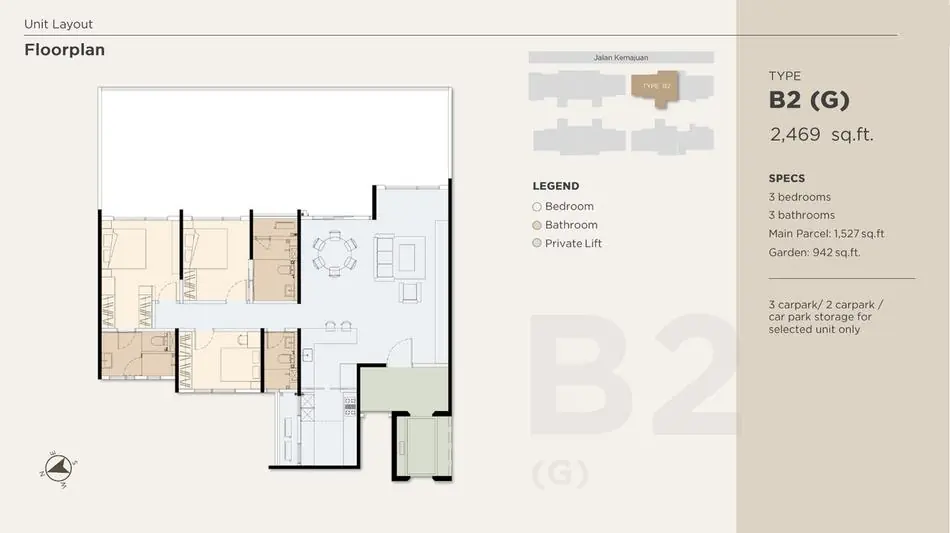 Unit Layout
Floorplan
Jalan Kemajuan
TYPE B2
LEGEND
Bedroom
Bathroom
Private Lift
B2
(G)
E
S
N
W
TYPE
B2 (G)
2,469 sq.ft.
SPECS
3 bedrooms
3 bathrooms
Main Parcel: 1,527 sq.ft
Garden: 942 sq.ft.
3 carpark/ 2 carpark /
car park storage for
selected unit only